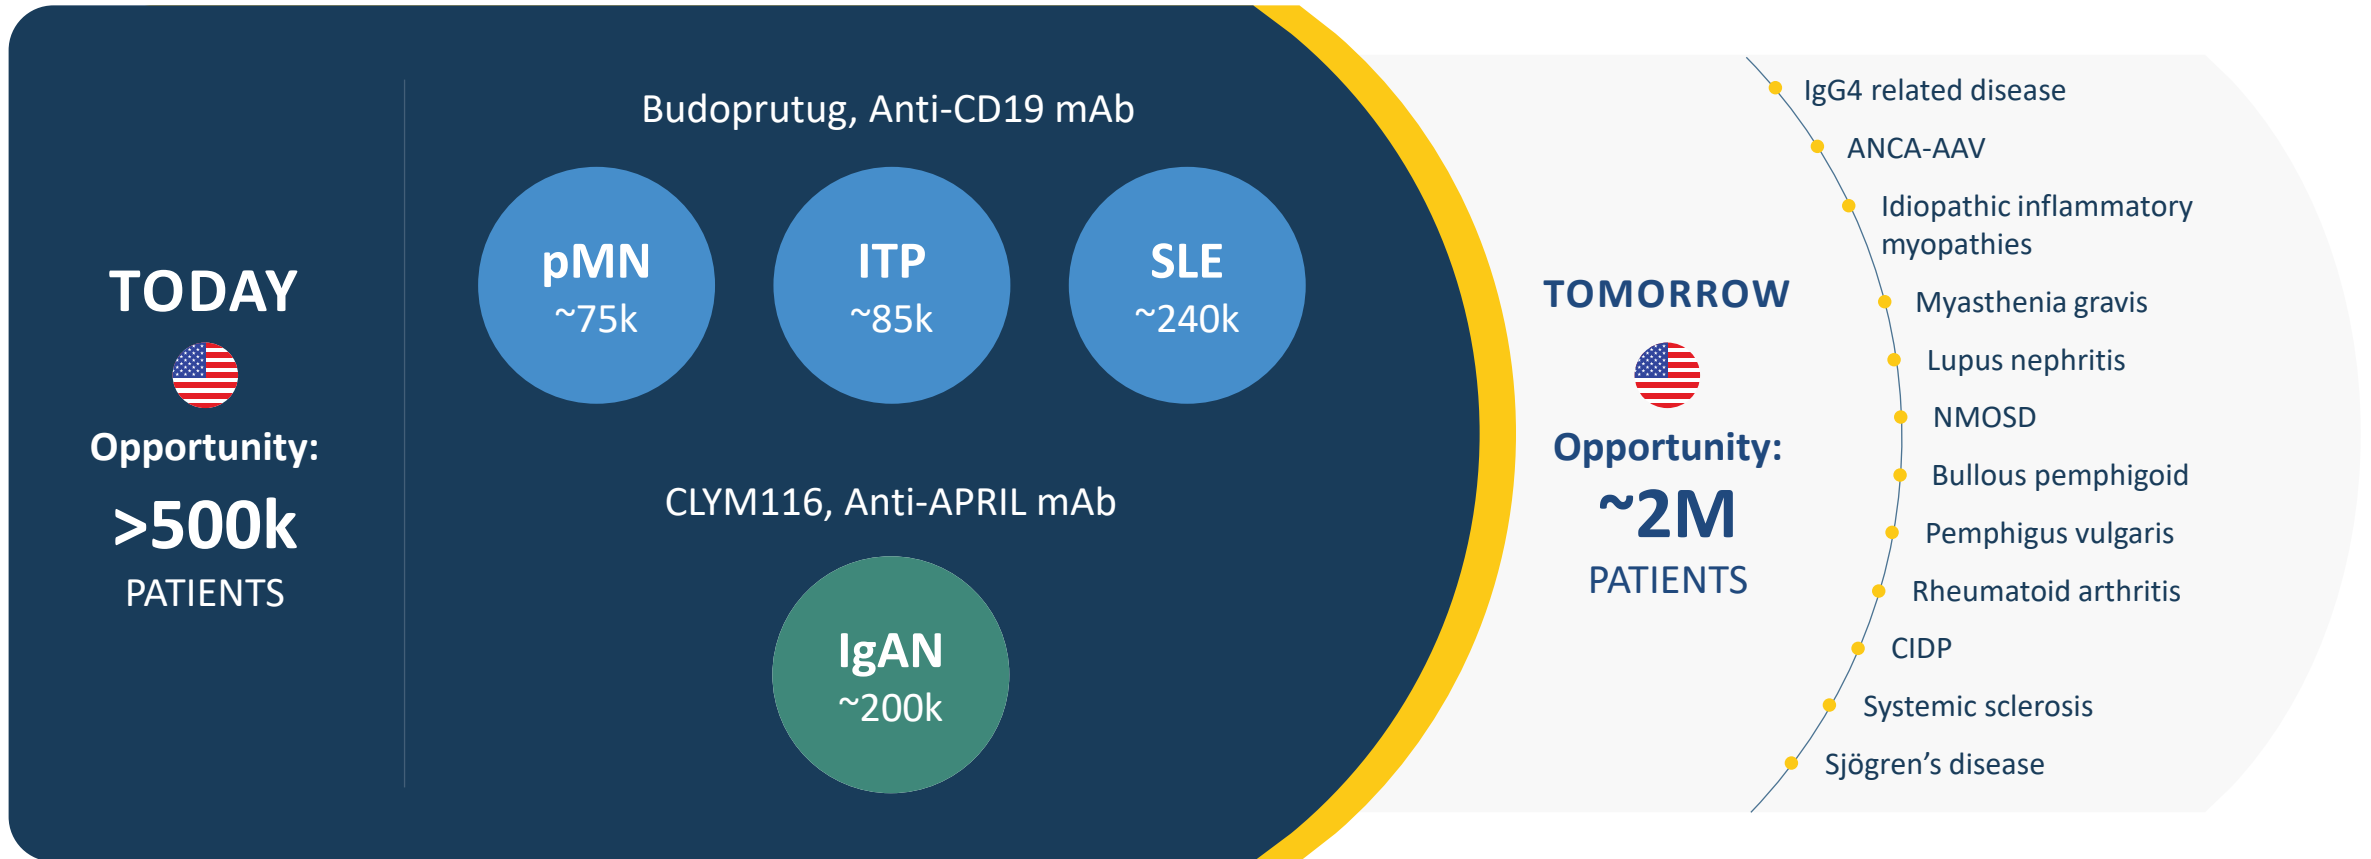 TODAY
Opportunity:
>500k
PATIENTS
Budoprutug, Anti-CD19 mAb
pMN
~75k
ITP
~85k
SLE
~240k
CLYM116, Anti-APRIL mAb
IgAN
~200k
TOMORROW
Opportunity:
~2M
PATIENTS
IgG4 related disease
ANCA-AAV
Idiopathic inflammatory
myopathies
Myasthenia gravis
Lupus nephritis
NMOSD
Bullous pemphigoid
Pemphigus vulgaris
Rheumatoid arthritis
CIDP
Systemic sclerosis
Sjögren’s disease